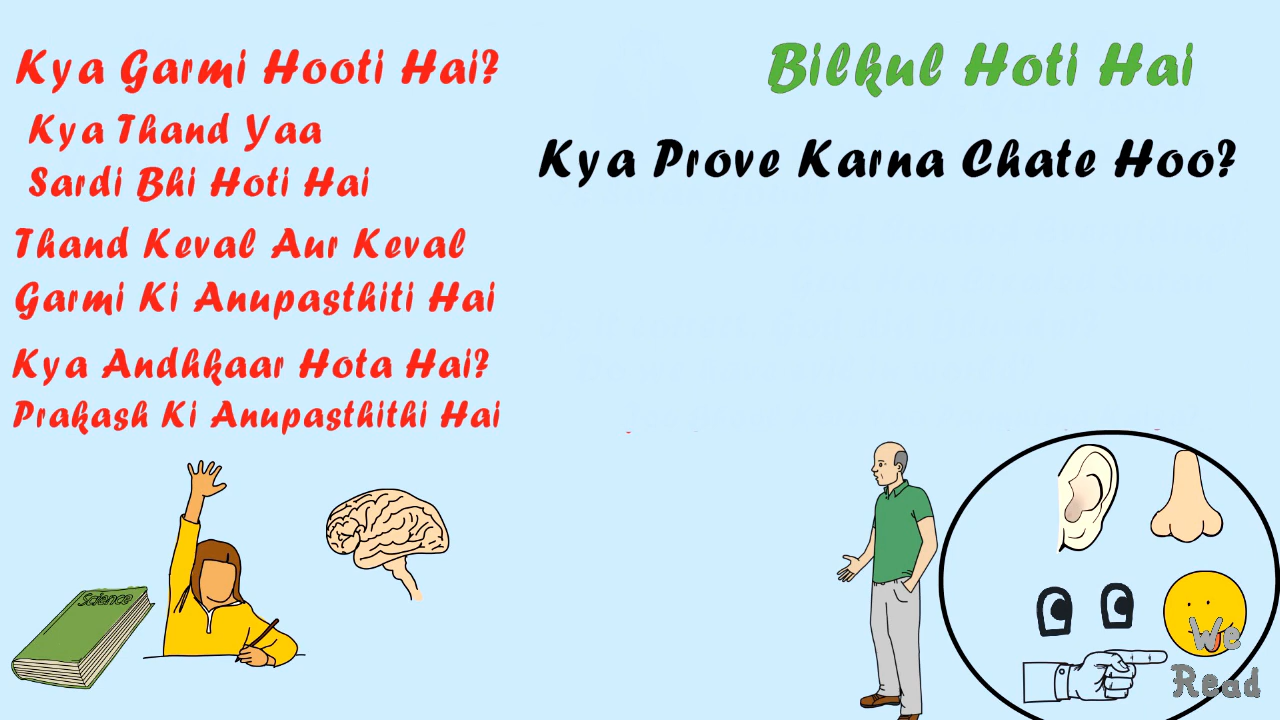 Kya Garmi Hooti Hai?
Kya Thand Yaa
Sardi Bhi Hoti Hai
Thand Keval Aur Keval
Garmi Ki Anupasthiti Hai
Kya Andhkaar Hota Hai?
Prakash Ki Anupasthithi Hai
Bilkul Hoti Hai
Kya Prove Karna Chate Hoo?
Science
We
Read